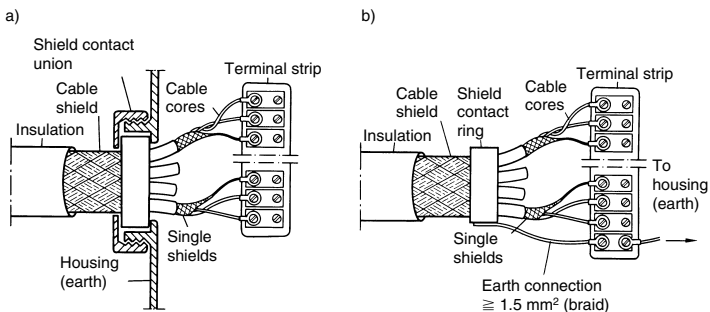 a)
Shield contact
union
Cable
shield
Insulation
Cable
cores
Terminal strip
Single
shields
Housing
(earth)
b)
Terminal strip
Cable
cores
Cable
shield
Shield
contact
ring
Insulation
To
housing
(earth)
Single
shields
Earth connection
≧ 1.5 mm² (braid)